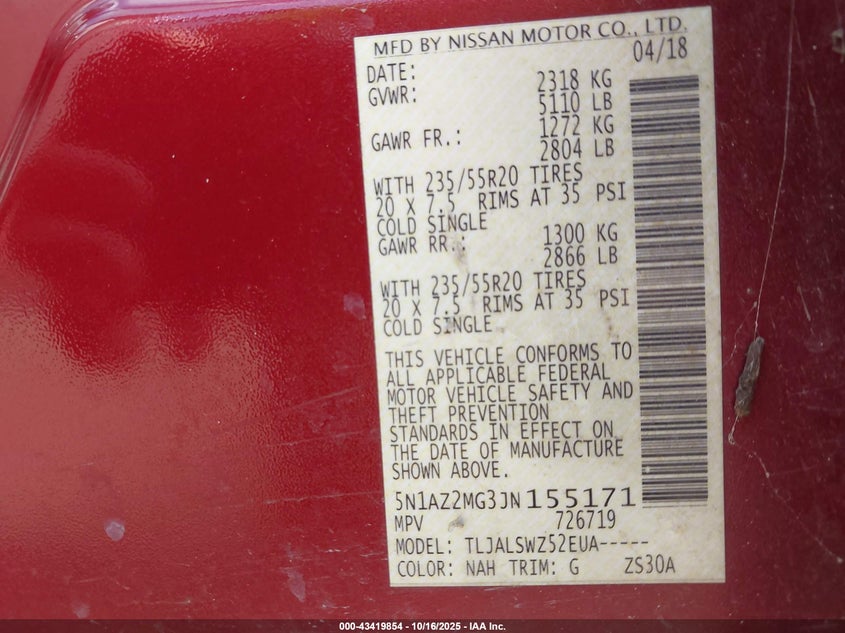 MFD BY NISSAN MOTOR CO., LTD.
DATE: 04/18
GVWR: 2318 KG
5110 LB
GAWR FR.: 1272 KG
2804 LB
WITH 235/55R20 TIRES
20 X 7.5 RIMS AT 35 PSI
COLD SINGLE
GAWR RR.: 1300 KG
2866 LB
WITH 235/55R20 TIRES
20 X 7.5 RIMS AT 35 PSI
COLD SINGLE
THIS VEHICLE CONFORMS TO
ALL APPLICABLE FEDERAL
MOTOR VEHICLE SAFETY AND
THEFT PREVENTION
STANDARDS IN EFFECT ON
THE DATE OF MANUFACTURE
SHOWN ABOVE.
5N1AZ2MG3JN155171
MPV 726719
MODEL: TLJALSWZ52EUA-----
COLOR: NAH TRIM: G ZS30A
000-43419854 - 10/16/2025 - IAA Inc.